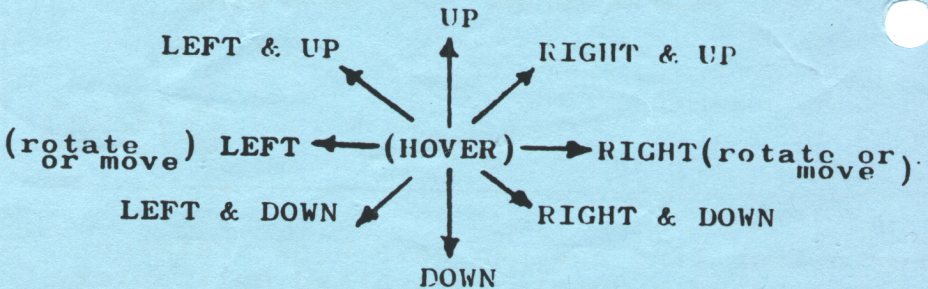 UP
LEFT & UP RIGHT & UP
(rotate or move) LEFT (HOVER) RIGHT (rotate or move).
LEFT & DOWN RIGHT & DOWN
DOWN